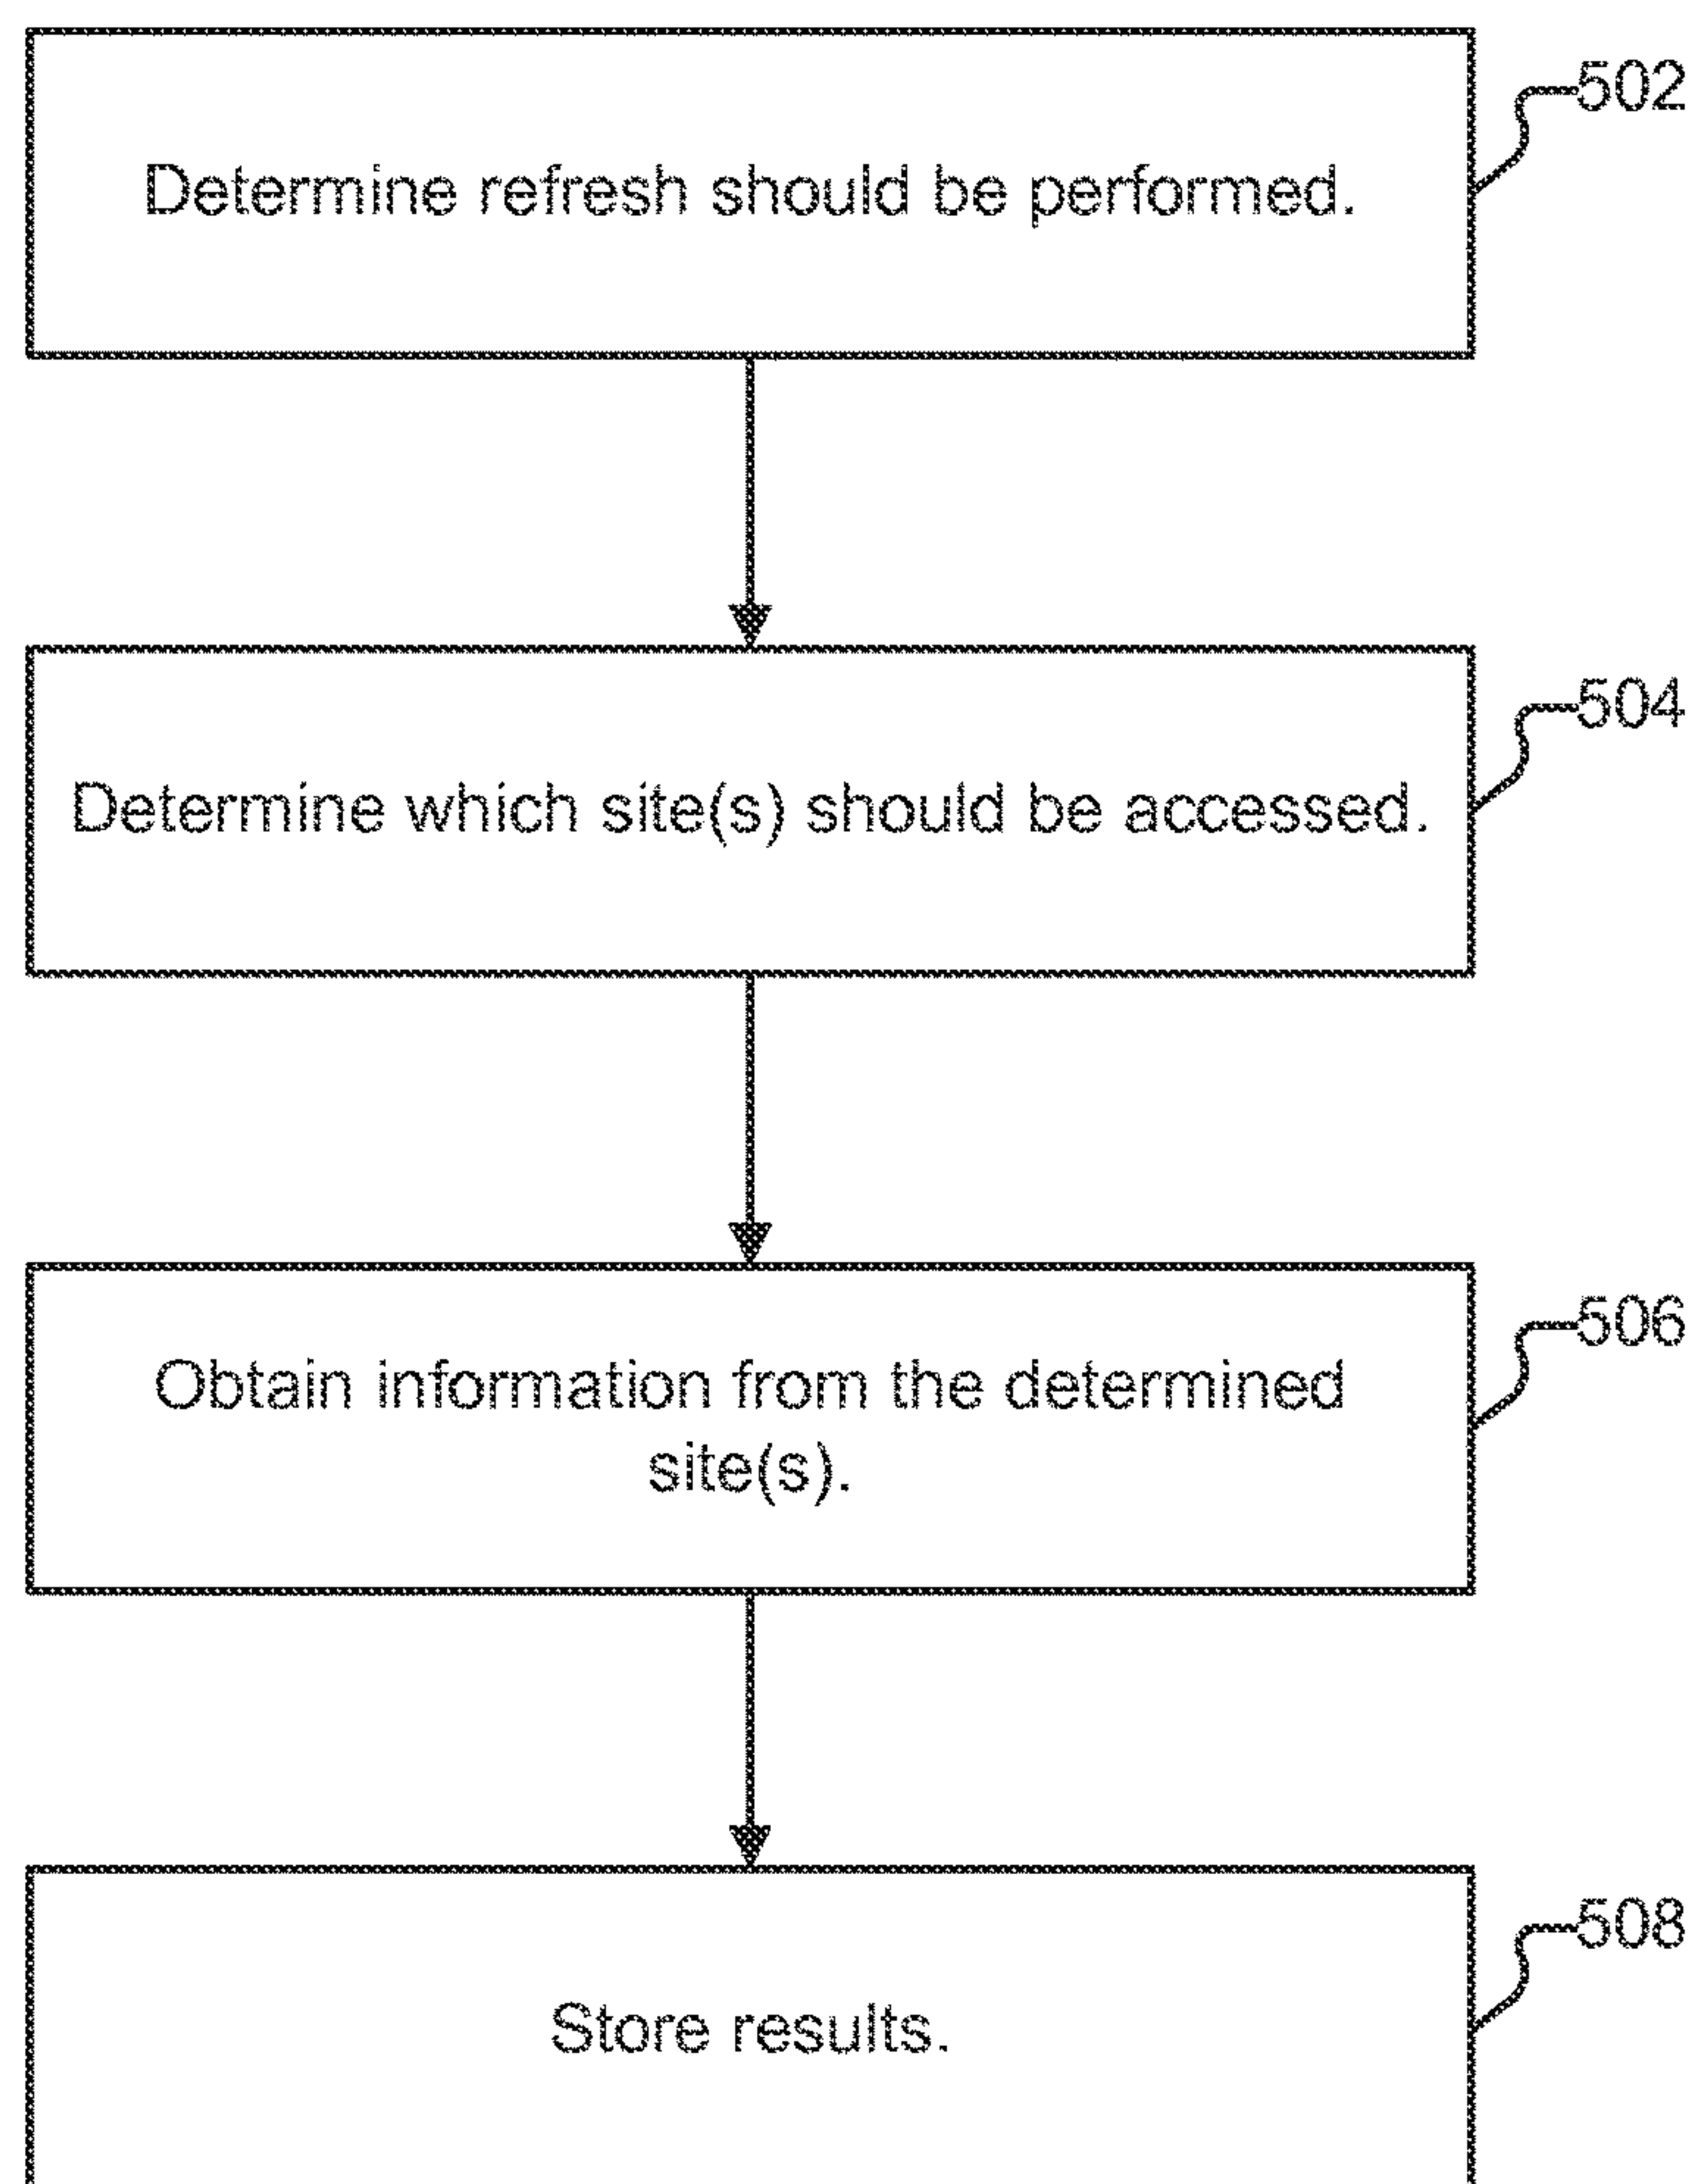 502
Determine refresh should be performed.
504
Determine which site(s) should be accessed.
506
Obtain information from the determined
site(s).
508
Store results.